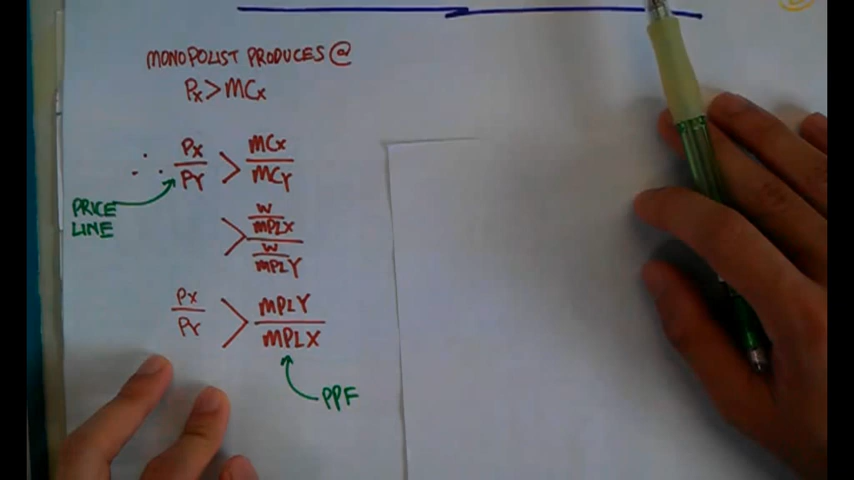 MONOPOLIST PRODUCES @
Px > MCx
∴ Px/PY > MCx/MCY
PRICE
LINE
> W/MPLX / W/MPLY
Px/PY > MPLY/MPLX
PPF